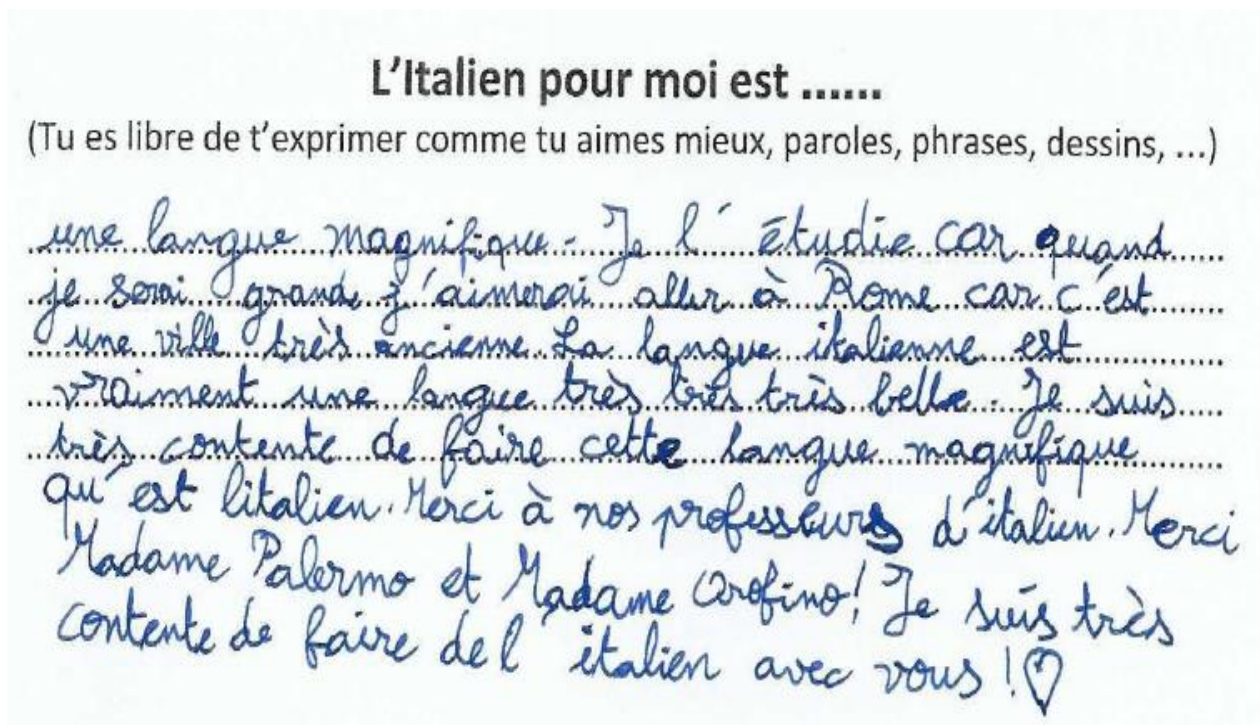 L'Italien pour moi est ......
(Tu es libre de t'exprimer comme tu aimes mieux, paroles, phrases, dessins, ...)
une langue magnifique. Je l'étudie car quand
je serai grande j'aimerai aller à Rome car c'est
une ville très ancienne. La langue italienne est
vraiment une langue très très très belle. Je suis
très contente de faire cette langue magnifique
qu'est litalien. Merci à nos professeurs d'italien. Merci
Madame Palermo et Madame Orofino! Je suis très
contente de faire de l'italien avec vous !♡